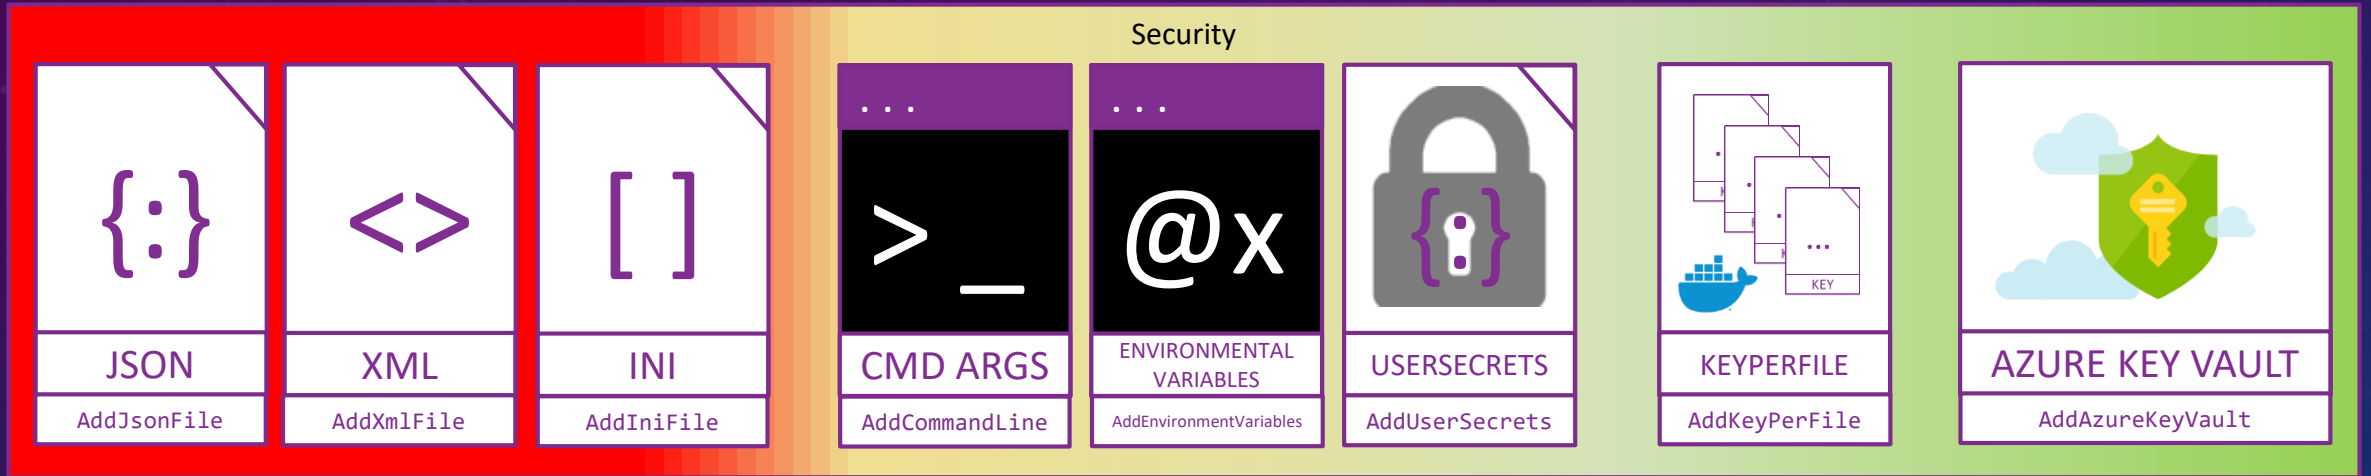 Security
{:}
<>
[ ]
...
>_
...
@x
{:}
...
KEY
JSON
XML
INI
CMD ARGS
ENVIRONMENTAL
VARIABLES
USERSECRETS
KEYPERFILE
AZURE KEY VAULT
AddJsonFile
AddXmlFile
AddIniFile
AddCommandLine
AddEnvironmentVariables
AddUserSecrets
AddKeyPerFile
AddAzureKeyVault